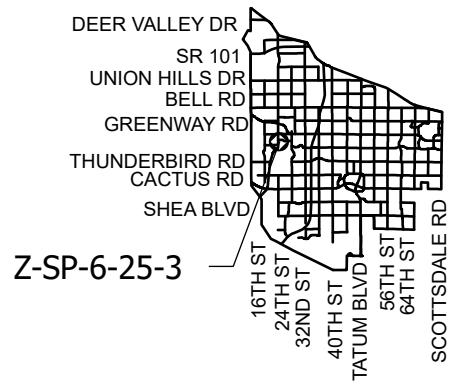 DEER VALLEY DR
SR 101
UNION HILLS DR
BELL RD
GREENWAY RD
THUNDERBIRD RD
CACTUS RD
SHEA BLVD
Z-SP-6-25-3
16TH ST
24TH ST
32ND ST
40TH ST
TATUM BLVD
56TH ST
64TH ST
SCOTTSDALE RD